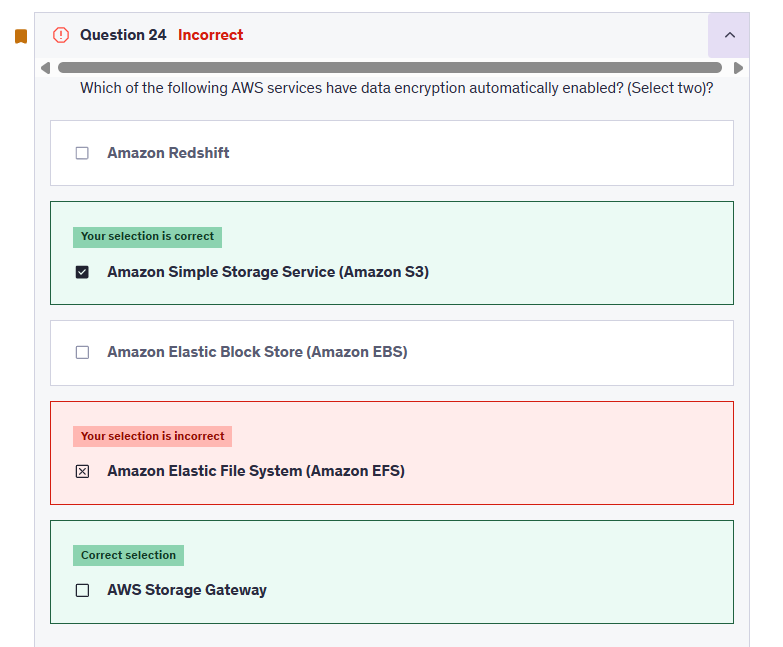 Question 24 Incorrect
Which of the following AWS services have data encryption automatically enabled? (Select two)?
Amazon Redshift
Your selection is correct
Amazon Simple Storage Service (Amazon S3)
Amazon Elastic Block Store (Amazon EBS)
Your selection is incorrect
Amazon Elastic File System (Amazon EFS)
Correct selection
AWS Storage Gateway